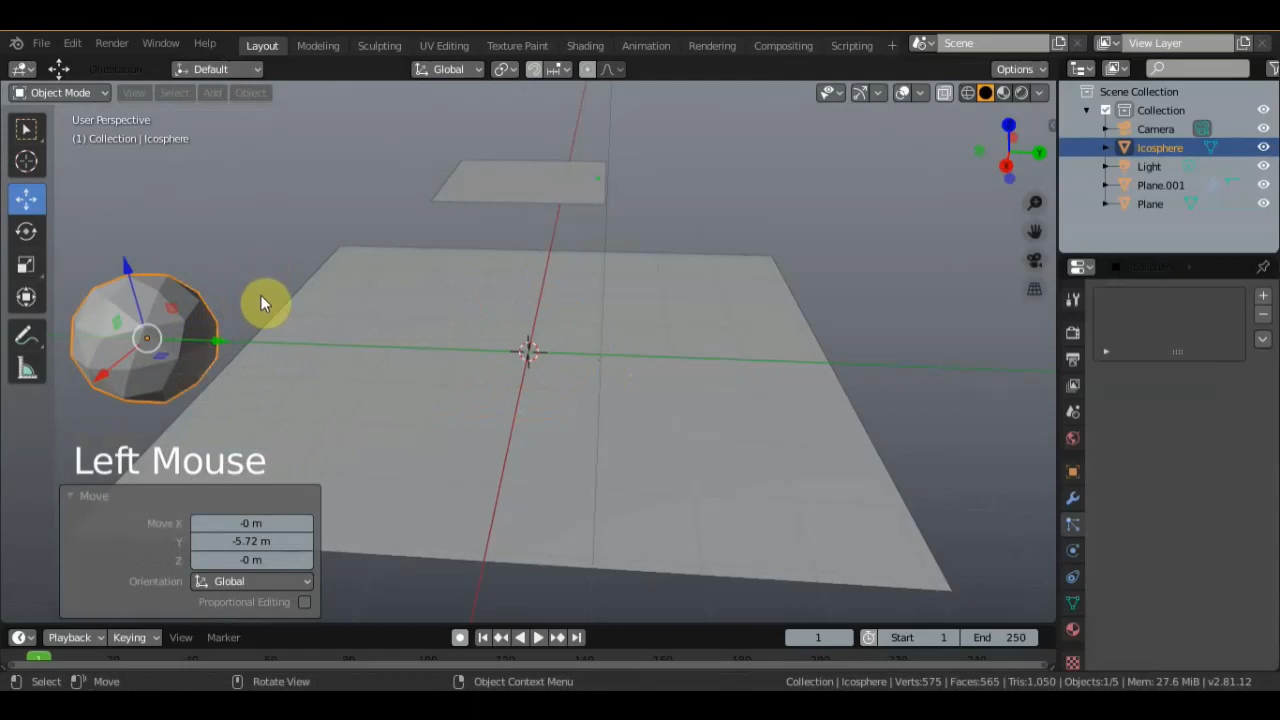 File Edit Render Window Help Layout Modeling Sculpting UV Editing Texture Paint Shading Animation Rendering Compositing Scripting + Scene View Layer
Orientation: Default Global Options
Object Mode View Select Add Object
User Perspective
(1) Collection | Icosphere
Scene Collection
Collection
Camera
Icosphere
Light
Plane.001
Plane
Left Mouse
Move
Move X -0 m
Y -5.72 m
Z -0 m
Orientation Global
Proportional Editing
Playback Keying View Marker 1 Start 1 End 250
1
Select Move Rotate View Object Context Menu Collection | Icosphere | Verts:575 | Faces:565 | Tris:1,050 | Objects:1/5 | Mem: 27.6 MiB | v2.81.12